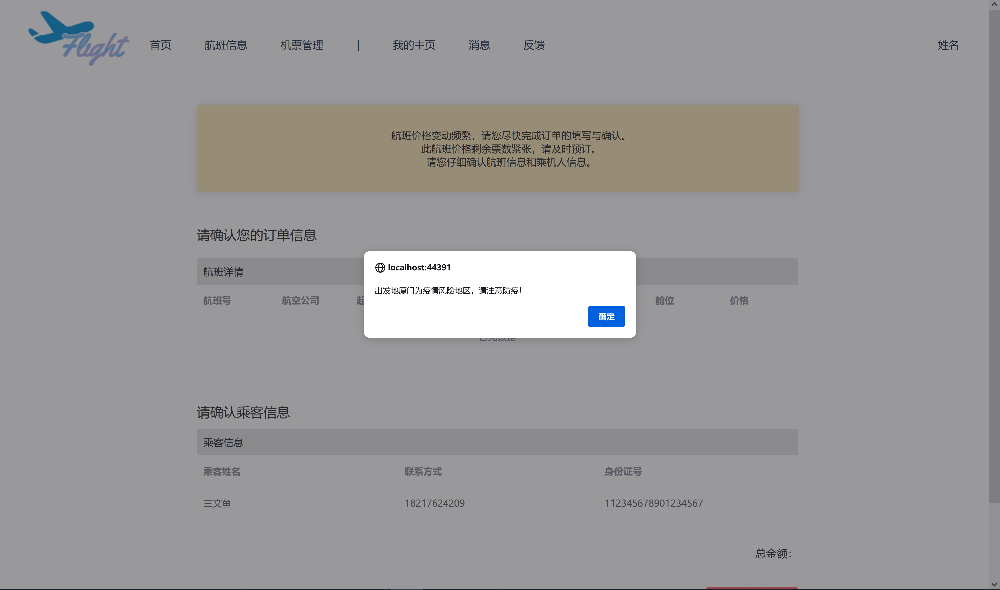 Flight
首页 航班信息 机票管理 | 我的主页 消息 反馈 姓名
航班价格变动频繁，请您尽快完成订单的填写与确认。
此航班价格剩余票数紧张，请及时预订。
请您仔细确认航班信息和乘机人信息。
请确认您的订单信息
航班详情
航班号 航空公司 起 舱位 价格
localhost:44391
出发地厦门为疫情风险地区，请注意防疫！
确定
暂无数据
请确认乘客信息
乘客信息
乘客姓名 联系方式 身份证号
三文鱼 18217624209 112345678901234567
总金额：